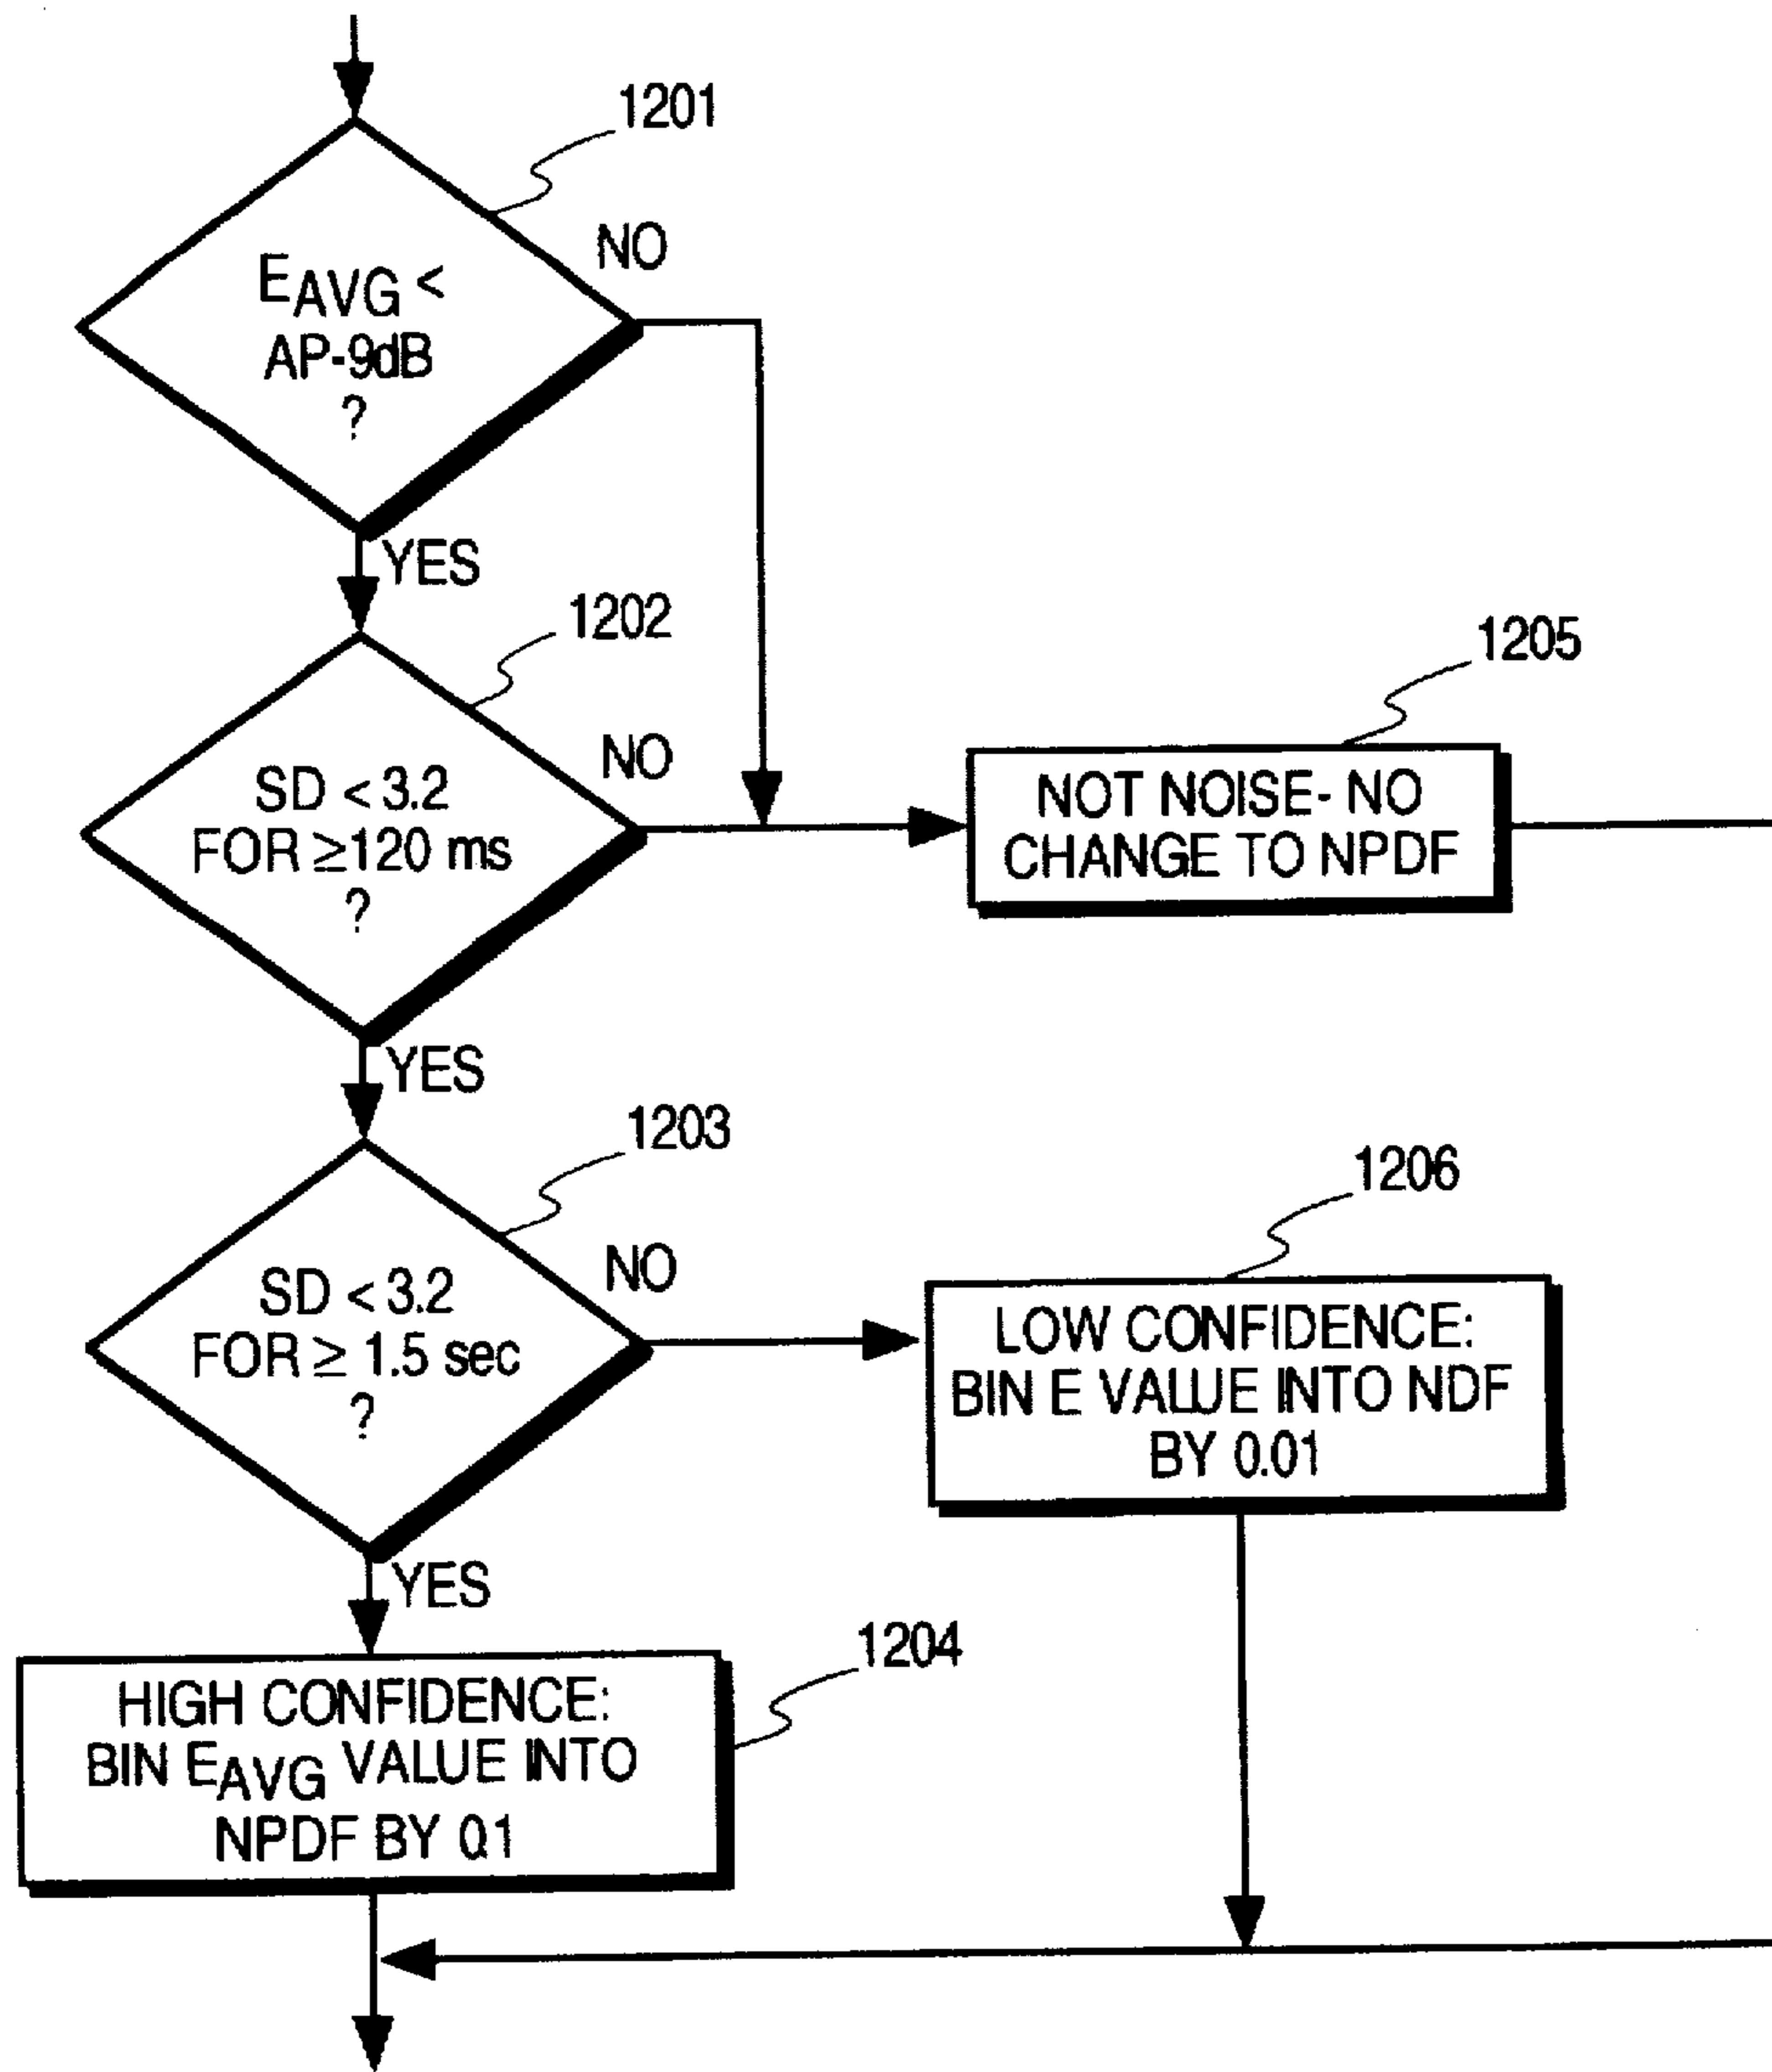 1201
NO
EAVG <
AP-9dB
?
YES
1202
NO
SD < 3.2
FOR ≥120 ms
?
1205
NOT NOISE- NO
CHANGE TO NPDF
YES
1203
NO
SD < 3.2
FOR ≥ 1.5 sec
?
1206
LOW CONFIDENCE:
BIN E VALUE INTO NDF
BY 0.01
YES
1204
HIGH CONFIDENCE:
BIN EAVG VALUE INTO
NPDF BY 0.1